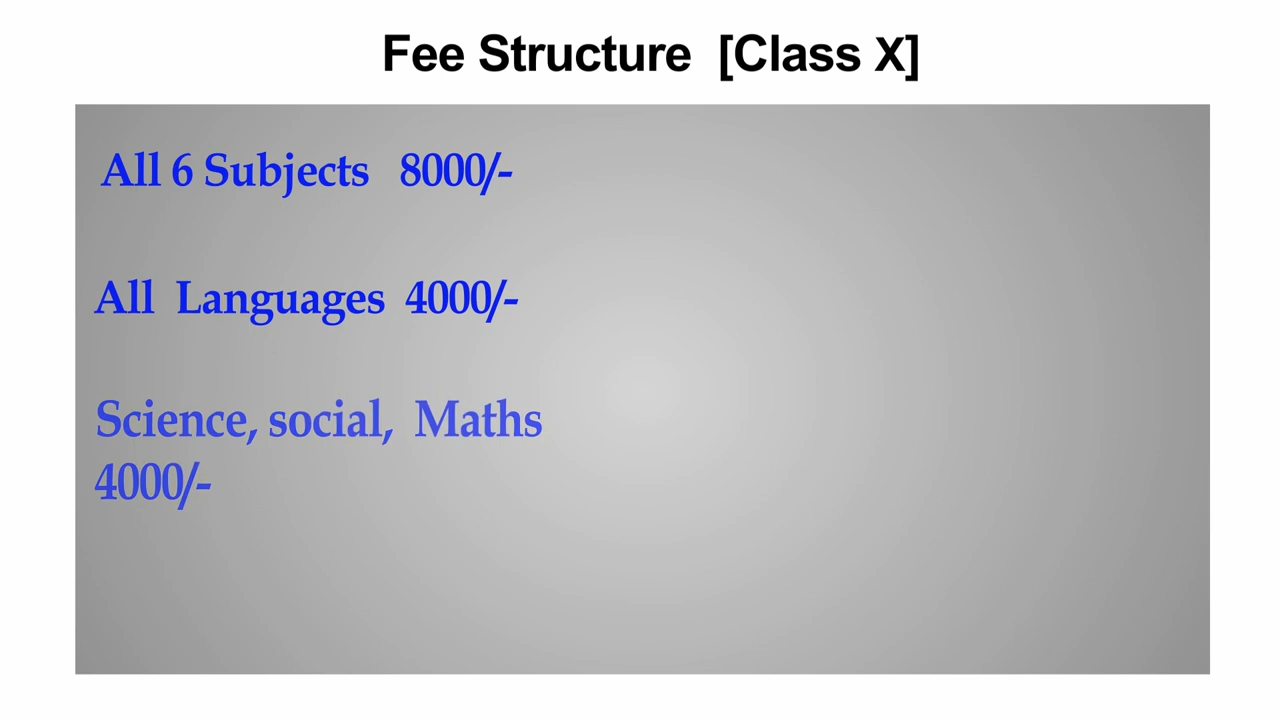 Fee Structure [Class X]
All 6 Subjects 8000/-
All Languages 4000/-
Science, social, Maths
4000/-